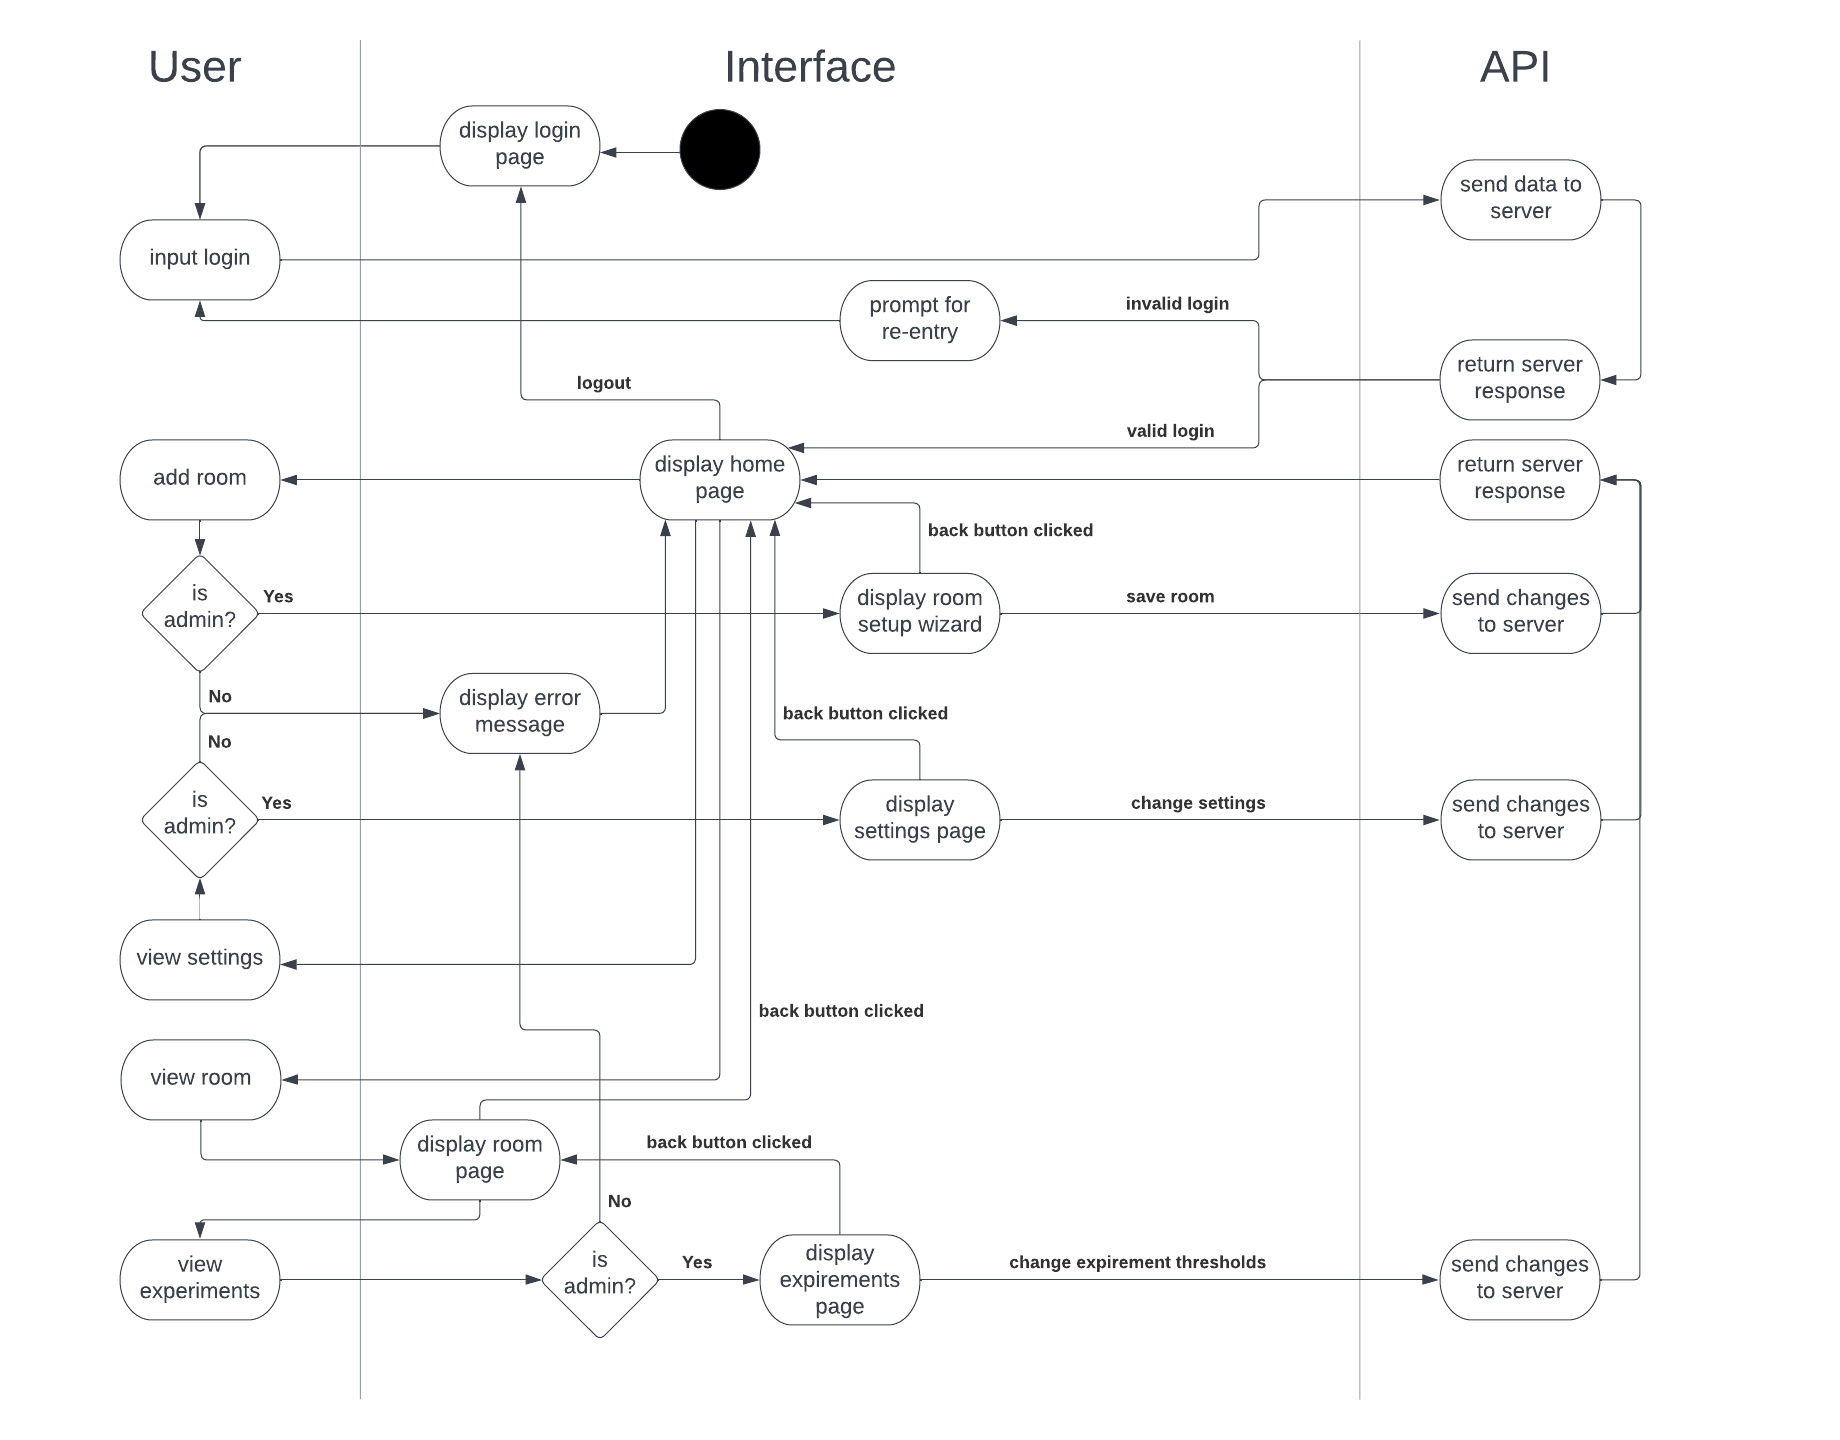 User
Interface
API
display login
page
send data to
server
input login
prompt for
re-entry
invalid login
return server
response
logout
valid login
add room
display home
page
return server
response
back button clicked
is
admin?
Yes
display room
setup wizard
save room
send changes
to server
No
display error
message
back button clicked
No
is
admin?
Yes
display
settings page
change settings
send changes
to server
view settings
back button clicked
view room
display room
page
back button clicked
No
view
experiments
is
admin?
Yes
display
expirements
page
change expirement thresholds
send changes
to server